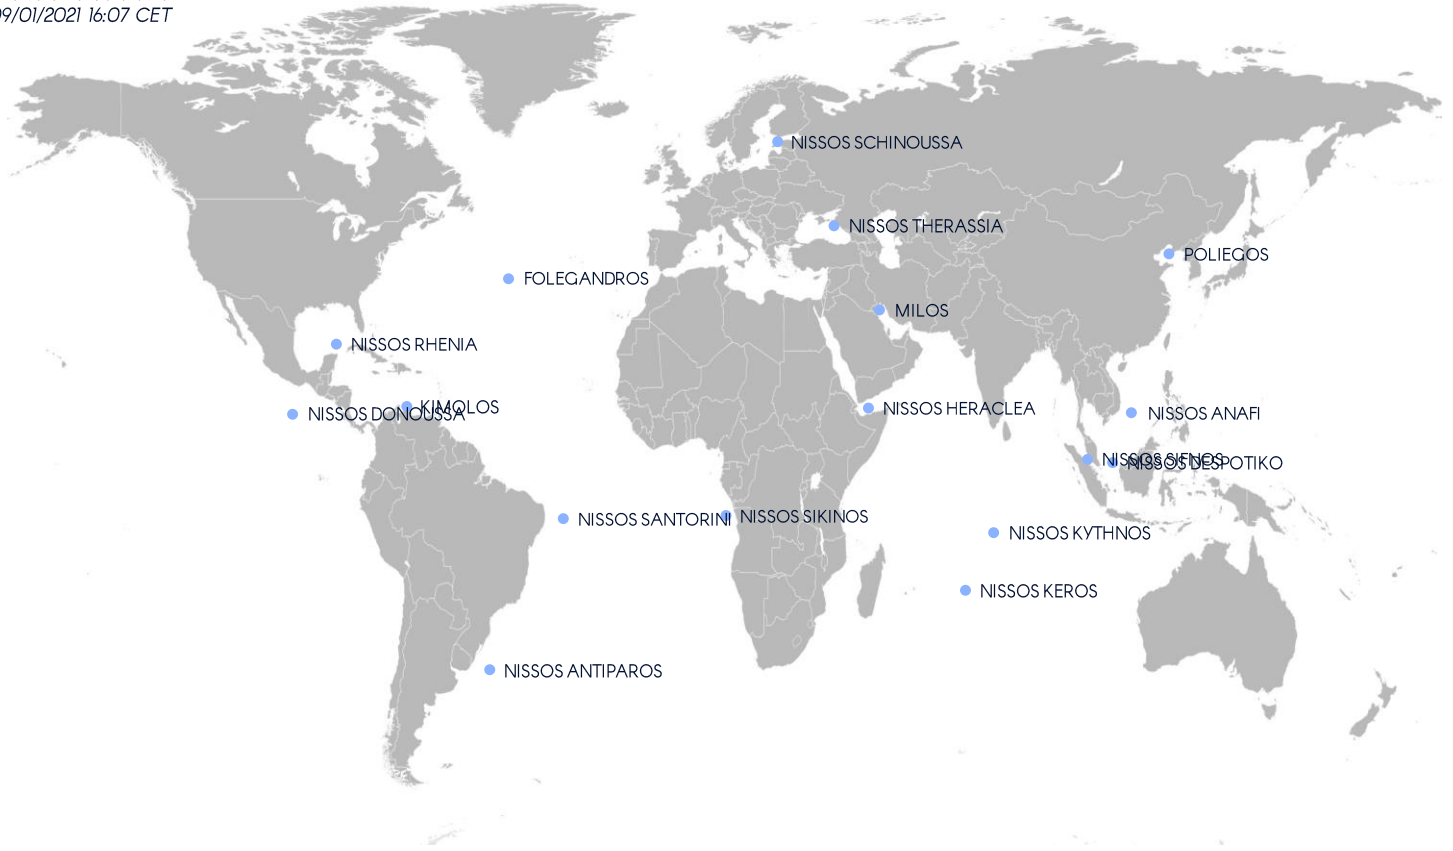 09/01/2021 16:07 CET
NISSOS SCHINOUSSA
NISSOS THERASSIA
POLIEGOS
FOLEGANDROS
MILOS
NISSOS RHENIA
KIMOLOS
NISSOS DONOUSSA
NISSOS HERACLEA
NISSOS ANAFI
NISSOS SIFNOS
NISSOS DESPOTIKO
NISSOS SANTORINI
NISSOS SIKINOS
NISSOS KYTHNOS
NISSOS KEROS
NISSOS ANTIPAROS